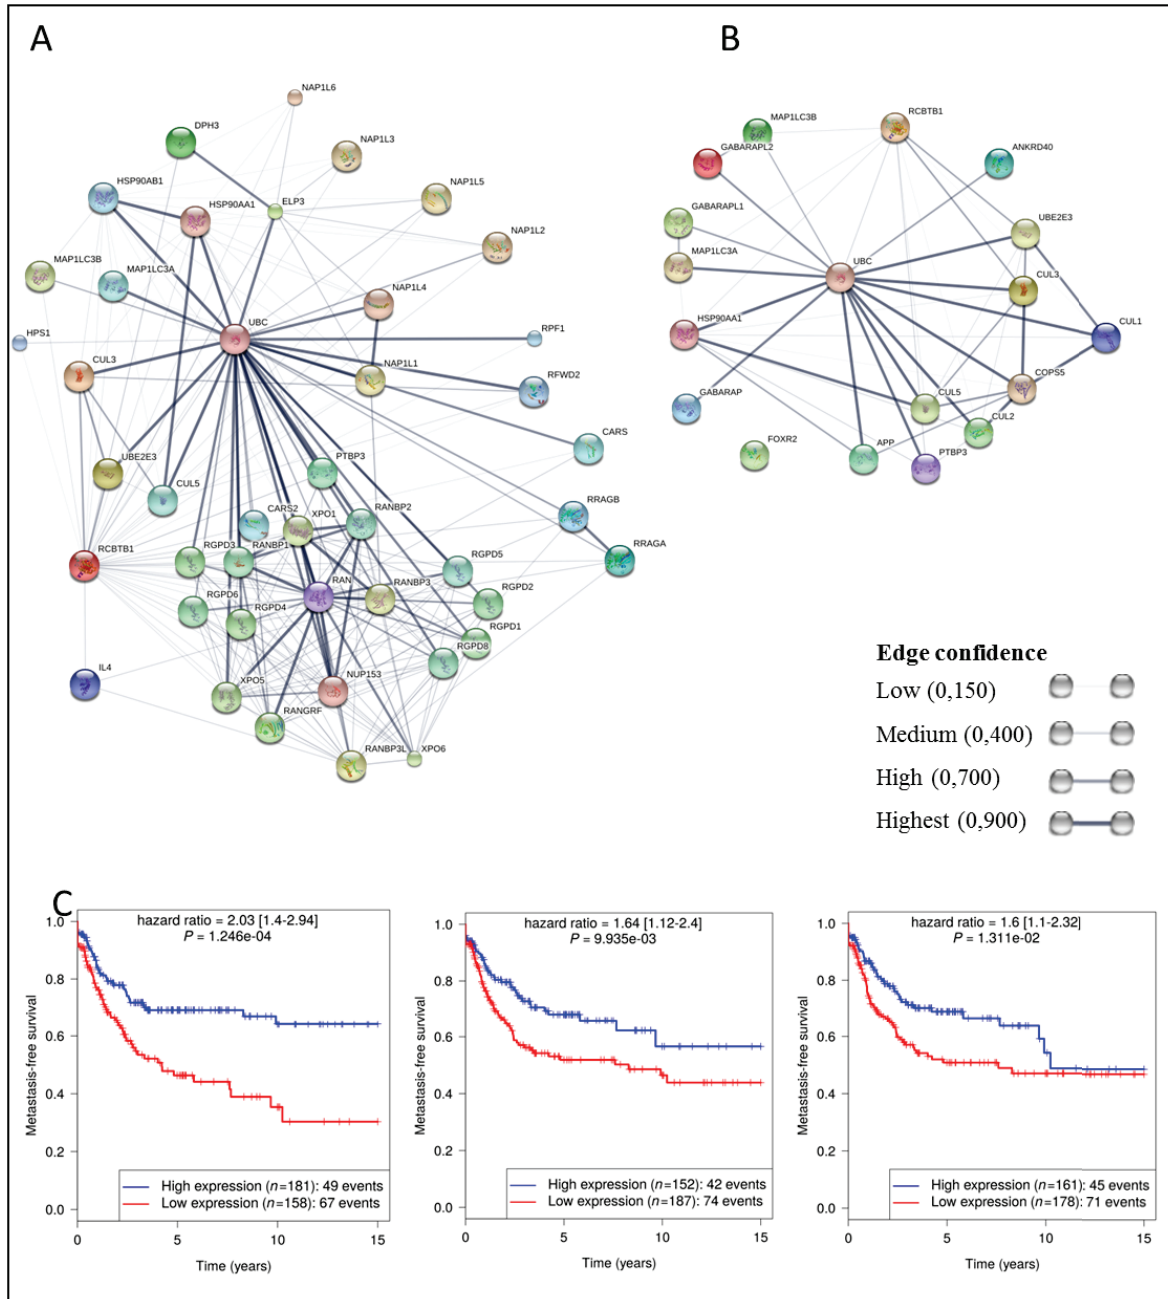 A
NAP1L6
DPH3
NAP1L3
HSP90AB1
HSP90AA1
ELP3
NAP1L5
NAP1L2
MAP1LC3B
MAP1LC3A
NAP1L4
UBC
HPS1
RPF1
CUL3
NAP1L1
RFWD2
CARS
UBE2E3
CUL5
PTBP3
CARS2
XPO1
RANBP2
RRAGB
RRAGA
RCBTB1
RGPD3
RANBP1
RAN
RANBP3
RGPD5
RGPD2
RGPD6
RGPD4
RGPD1
RGPD8
IL4
XPO5
NUP153
RANGRF
RANBP3L
XPO6
B
MAP1LC3B
RCBTB1
GABARAPL2
ANKRD40
GABARAPL1
UBE2E3
MAP1LC3A
UBC
CUL3
HSP90AA1
CUL1
GABARAP
CUL5
COPS5
CUL2
FOXR2
APP
PTBP3
Edge confidence
Low (0,150)
Medium (0,400)
High (0,700)
Highest (0,900)
C
hazard ratio = 2.03 [1.4-2.94]
P = 1.246e-04
Metastasis-free survival
1.0
0.8
0.6
0.4
0.2
0.0
High expression (n=181): 49 events
Low expression (n=158): 67 events
0 5 10 15
Time (years)
hazard ratio = 1.64 [1.12-2.4]
P = 9.935e-03
Metastasis-free survival
1.0
0.8
0.6
0.4
0.2
0.0
High expression (n=152): 42 events
Low expression (n=187): 74 events
0 5 10 15
Time (years)
hazard ratio = 1.6 [1.1-2.32]
P = 1.311e-02
Metastasis-free survival
1.0
0.8
0.6
0.4
0.2
0.0
High expression (n=161): 45 events
Low expression (n=178): 71 events
0 5 10 15
Time (years)